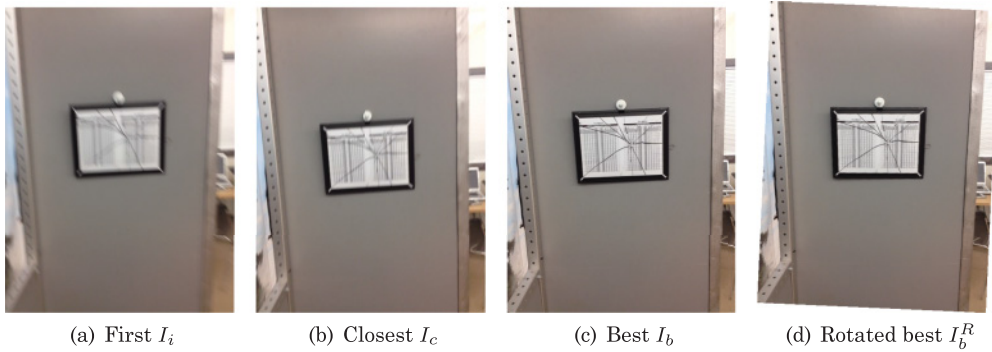 (a) First I_i
(b) Closest I_c
(c) Best I_b
(d) Rotated best I_b^R